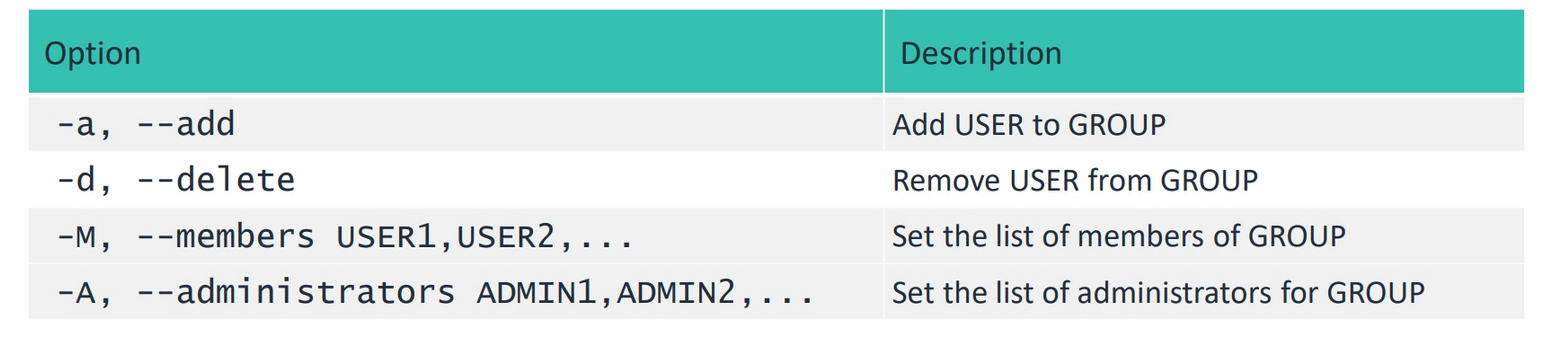 Option Description
-a, --add Add USER to GROUP
-d, --delete Remove USER from GROUP
-M, --members USER1,USER2,... Set the list of members of GROUP
-A, --administrators ADMIN1,ADMIN2,... Set the list of administrators for GROUP